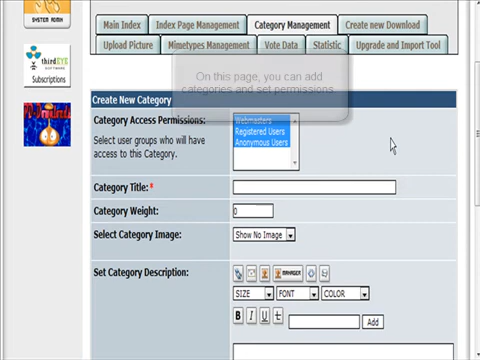 SYSTEM ADMIN
Main Index
Index Page Management
Category Management
Create new Download
Upload Picture
Mimetypes Management
Vote Data
Statistic
Upgrade and Import Tool
thirdEYE
SOFTWARE
Subscriptions
On this page, you can add
categories and set permissions
Create New Category
Category Access Permissions:
Select user groups who will have
access to this Category.
Webmasters
Registered Users
Anonymous Users
Category Title:*
Category Weight:
0
Select Category Image:
Show No Image
Set Category Description:
MANAGER
SIZE
FONT
COLOR
B I U t
Add